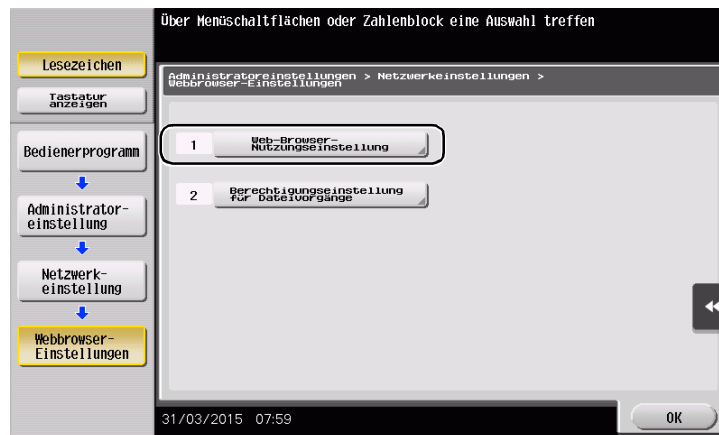 Über Menüschaltflächen oder Zahlenblock eine Auswahl treffen
Lesezeichen
Tastatur
anzeigen
Bedienerprogramm
Administrator-
einstellung
Netzwerk-
einstellung
Webbrowser-
Einstellungen
Administratoreinstellungen > Netzwerkeinstellungen >
Webbrowser-Einstellungen
1 Web-Browser-
Nutzungseinstellung
2 Berechtigungseinstellung
für Dateivorgänge
31/03/2015 07:59
OK